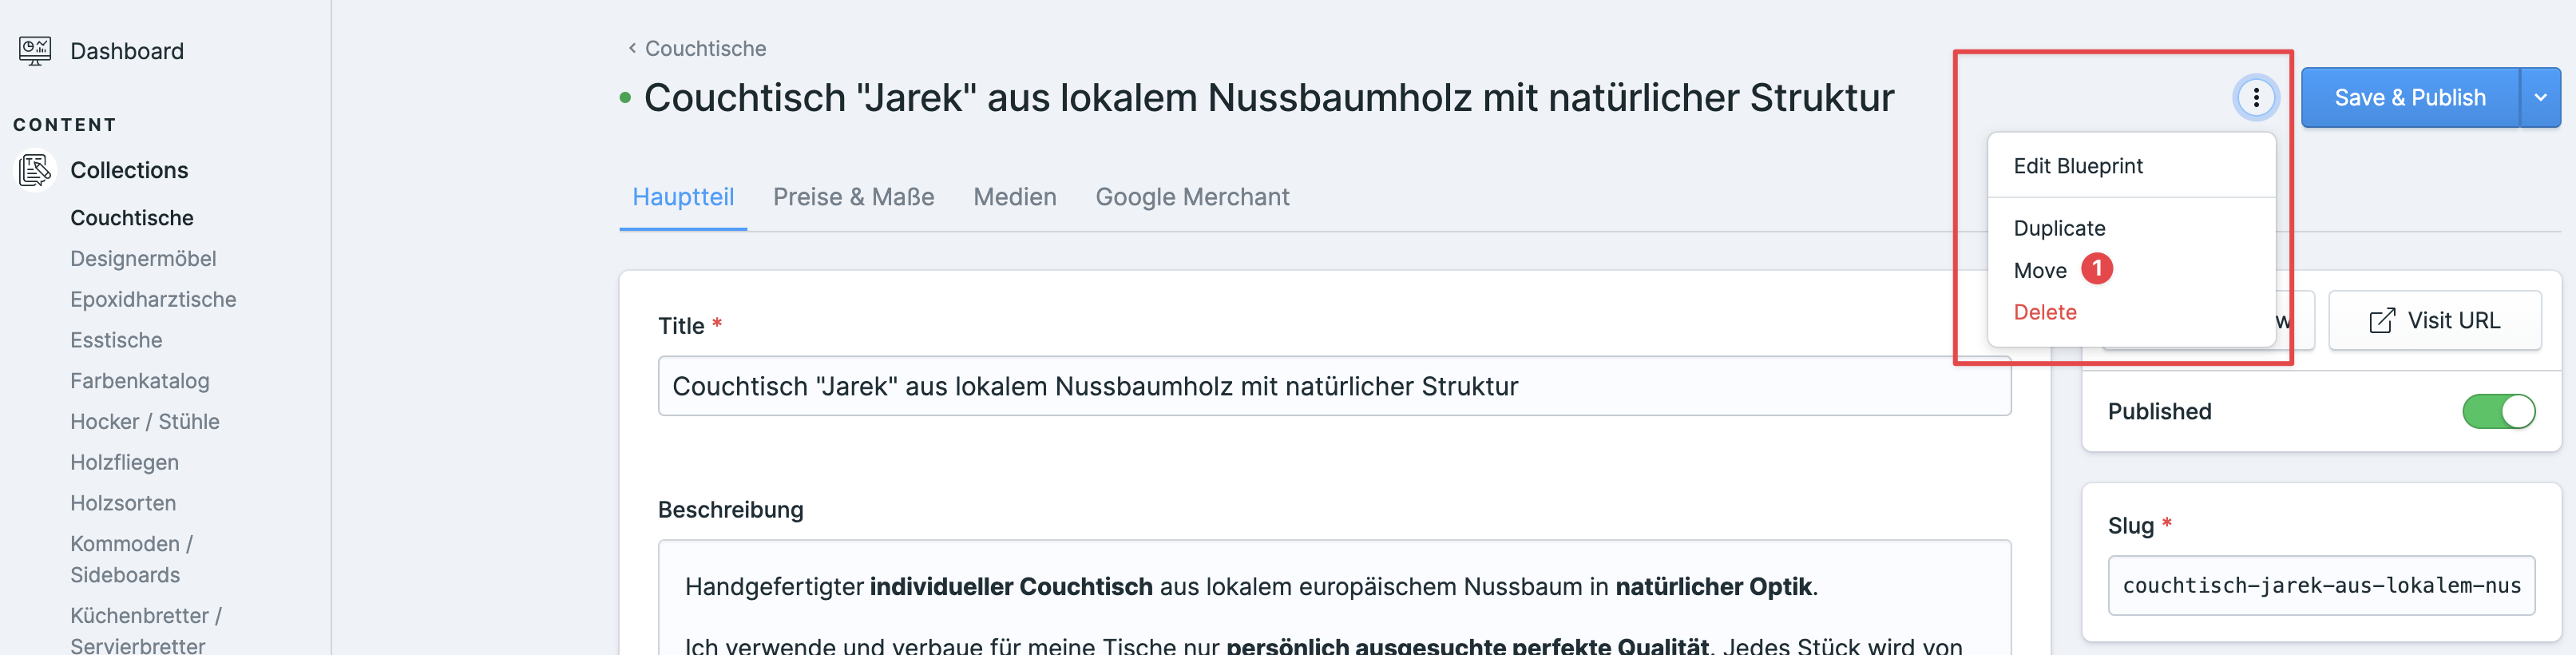 Dashboard
CONTENT
Collections
Couchtische
Designermöbel
Epoxidharztische
Esstische
Farbenkatalog
Hocker / Stühle
Holzfliegen
Holzsorten
Kommoden /
Sideboards
Küchenbretter /
Servierbretter
Couchtische
Couchtisch "Jarek" aus lokalem Nussbaumholz mit natürlicher Struktur
Save & Publish
Edit Blueprint
Duplicate
Move 1
Delete
Hauptteil Preise & Maße Medien Google Merchant
Title *
Couchtisch "Jarek" aus lokalem Nussbaumholz mit natürlicher Struktur
Beschreibung
Handgefertigter individueller Couchtisch aus lokalem europäischem Nussbaum in natürlicher Optik.
Ich verwende und verbaue für meine Tische nur persönlich ausgesuchte perfekte Qualität. Jedes Stück wird von
Visit URL
Published
Slug *
couchtisch-jarek-aus-lokalem-nus